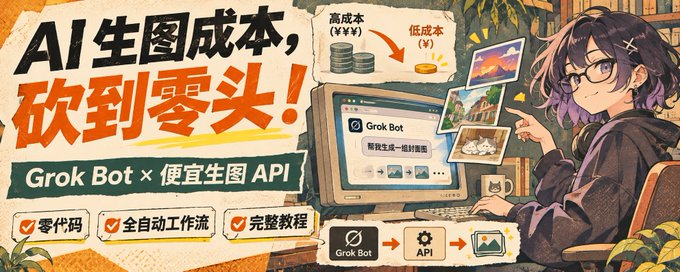 AI 生图成本，
砍到零头！
Grok Bot × 便宜生图 API
零代码
全自动工作流
完整教程
高成本
(¥¥¥)
低成本
(¥)
Grok Bot
帮我生成一组封面图
Grok Bot
API